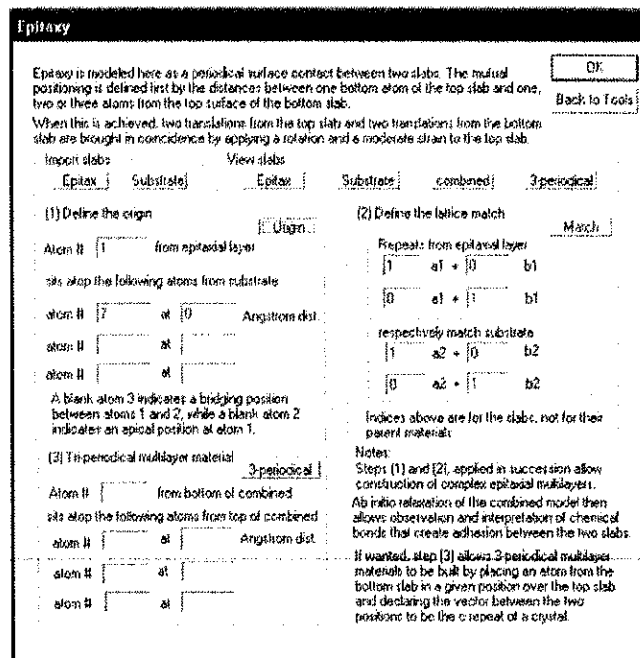 Epitaxy
Epitaxy is modeled here as a periodical surface contact between two slabs. The mutual
positioning is defined first by the distances between one bottom atom of the top slab and one,
two or three atoms from the top surface of the bottom slab.
OK
Back to Tools
When this is achieved, two translations from the top slab and two translations from the bottom
slab are brought in coincidence by applying a rotation and a moderate strain to the top slab.
Import slabs
View slabs
Epitax Substrate Epitax Substrate combined 3-periodical
(1) Define the origin
Origin
Atom # 1 from epitaxial layer
sits atop the following atoms from substrate
atom # 7 at 0 Angstrom dist.
atom # at
atom # at
A blank atom 3 indicates a bridging position
between atoms 1 and 2, while a blank atom 2
indicates an apical position at atom 1.
(3) Tri-periodical multilayer material
3-periodical
Atom # from bottom of combined
sits atop the following atoms from top of combined
atom # at Angstrom dist.
atom # at
atom # at
(2) Define the lattice match
Match
Repeats from epitaxial layer
1 a1 + 0 b1
0 a1 + 1 b1
respectively match substrate
1 a2 + 0 b2
0 a2 + 1 b2
Indices above are for the slabs, not for their
parent materials
Notes:
Steps (1) and (2), applied in succession allow
construction of complex epitaxial multilayers.
Ab initio relaxation of the combined model then
allows observation and interpretation of chemical
bonds that create adhesion between the two slabs.
If wanted, step (3) allows 3-periodical multilayer
materials to be built by placing an atom from the
bottom slab in a given position over the top slab
and declaring the vector between the two
positions to be the c repeat of a crystal.